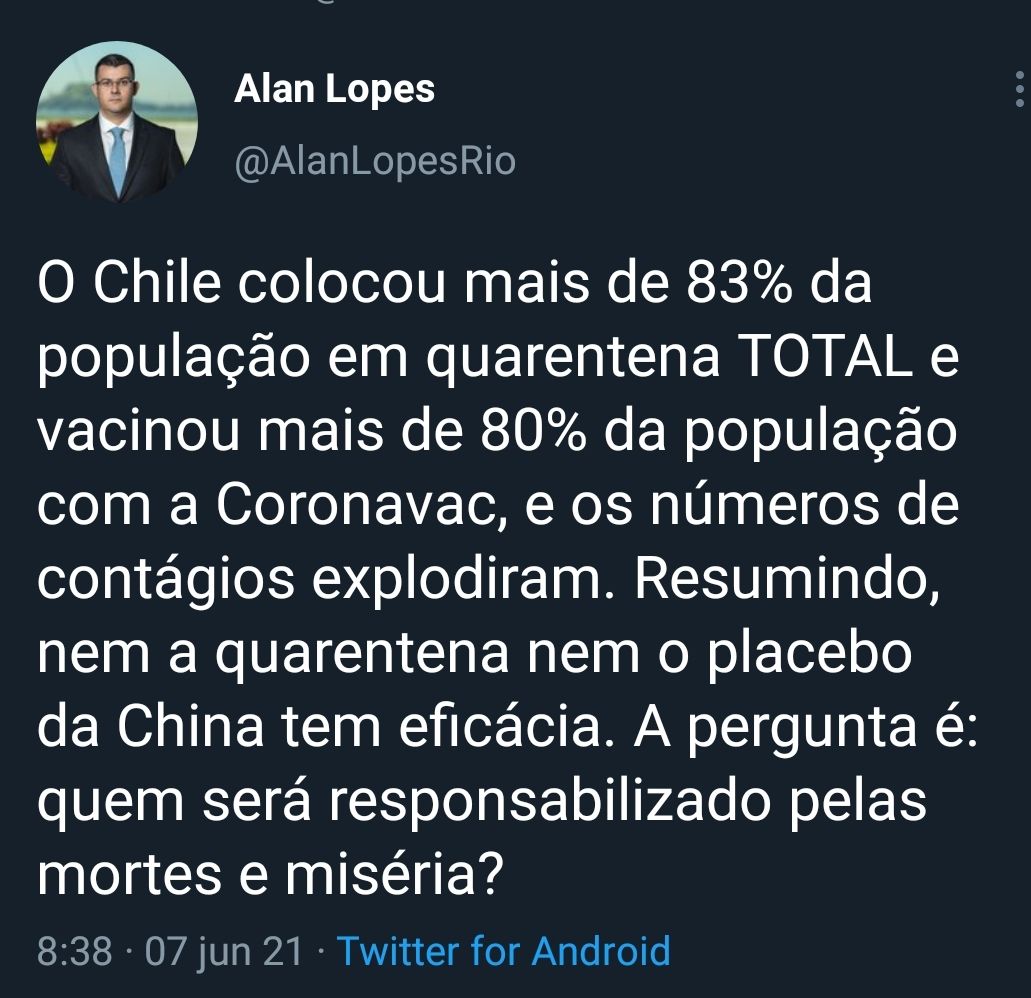 Alan Lopes
@AlanLopesRio
O Chile colocou mais de 83% da
população em quarentena TOTAL e
vacinou mais de 80% da população
com a Coronavac, e os números de
contágios explodiram. Resumindo,
nem a quarentena nem o placebo
da China tem eficácia. A pergunta é:
quem será responsabilizado pelas
mortes e miséria?
8:38 · 07 jun 21 · Twitter for Android